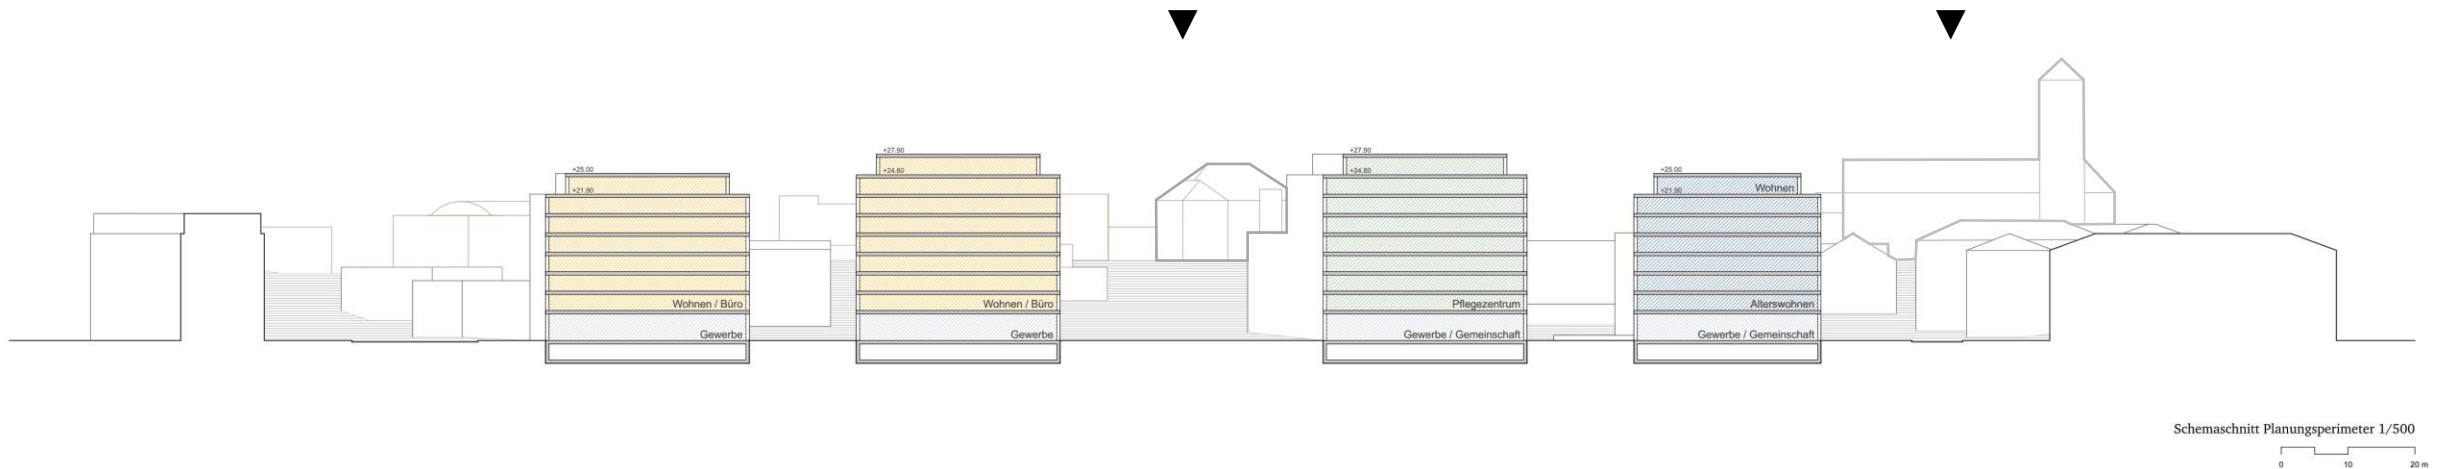 +27.90
+27.90
+25.00
+24.80
+24.80
+25.00
+21.90
+21.90
Wohnen
Wohnen / Büro
Wohnen / Büro
Pflegezentrum
Alterswohnen
Gewerbe
Gewerbe
Gewerbe / Gemeinschaft
Gewerbe / Gemeinschaft
Schemaschnitt Planungsperimeter 1/500
0 10 20 m